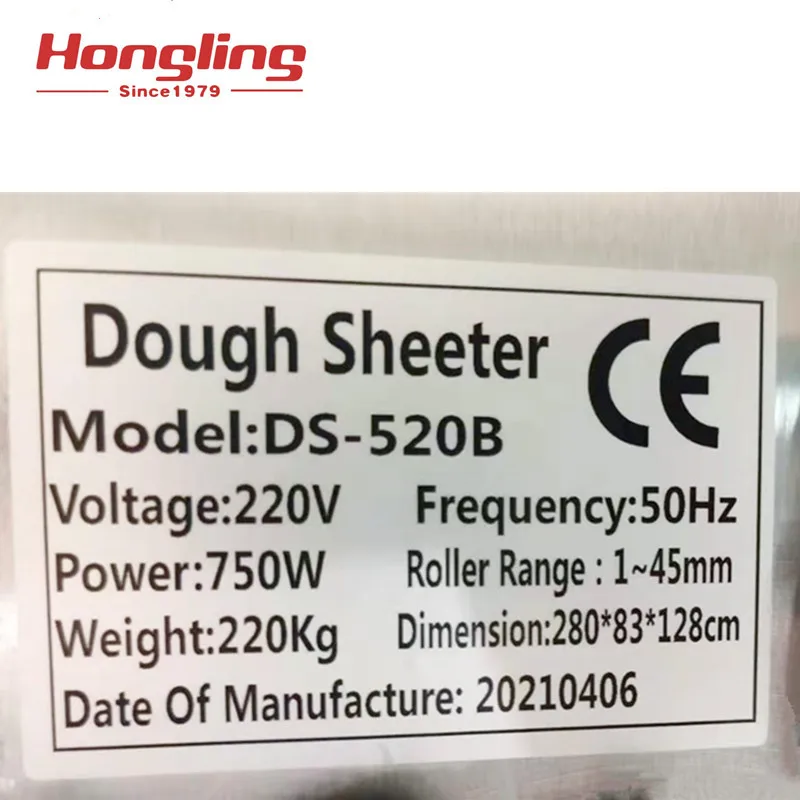 Hongling
Since1979
Dough Sheeter CE
Model:DS-520B
Voltage:220V Frequency:50Hz
Power:750W Roller Range : 1~45mm
Weight:220Kg Dimension:280*83*128cm
Date Of Manufacture: 20210406